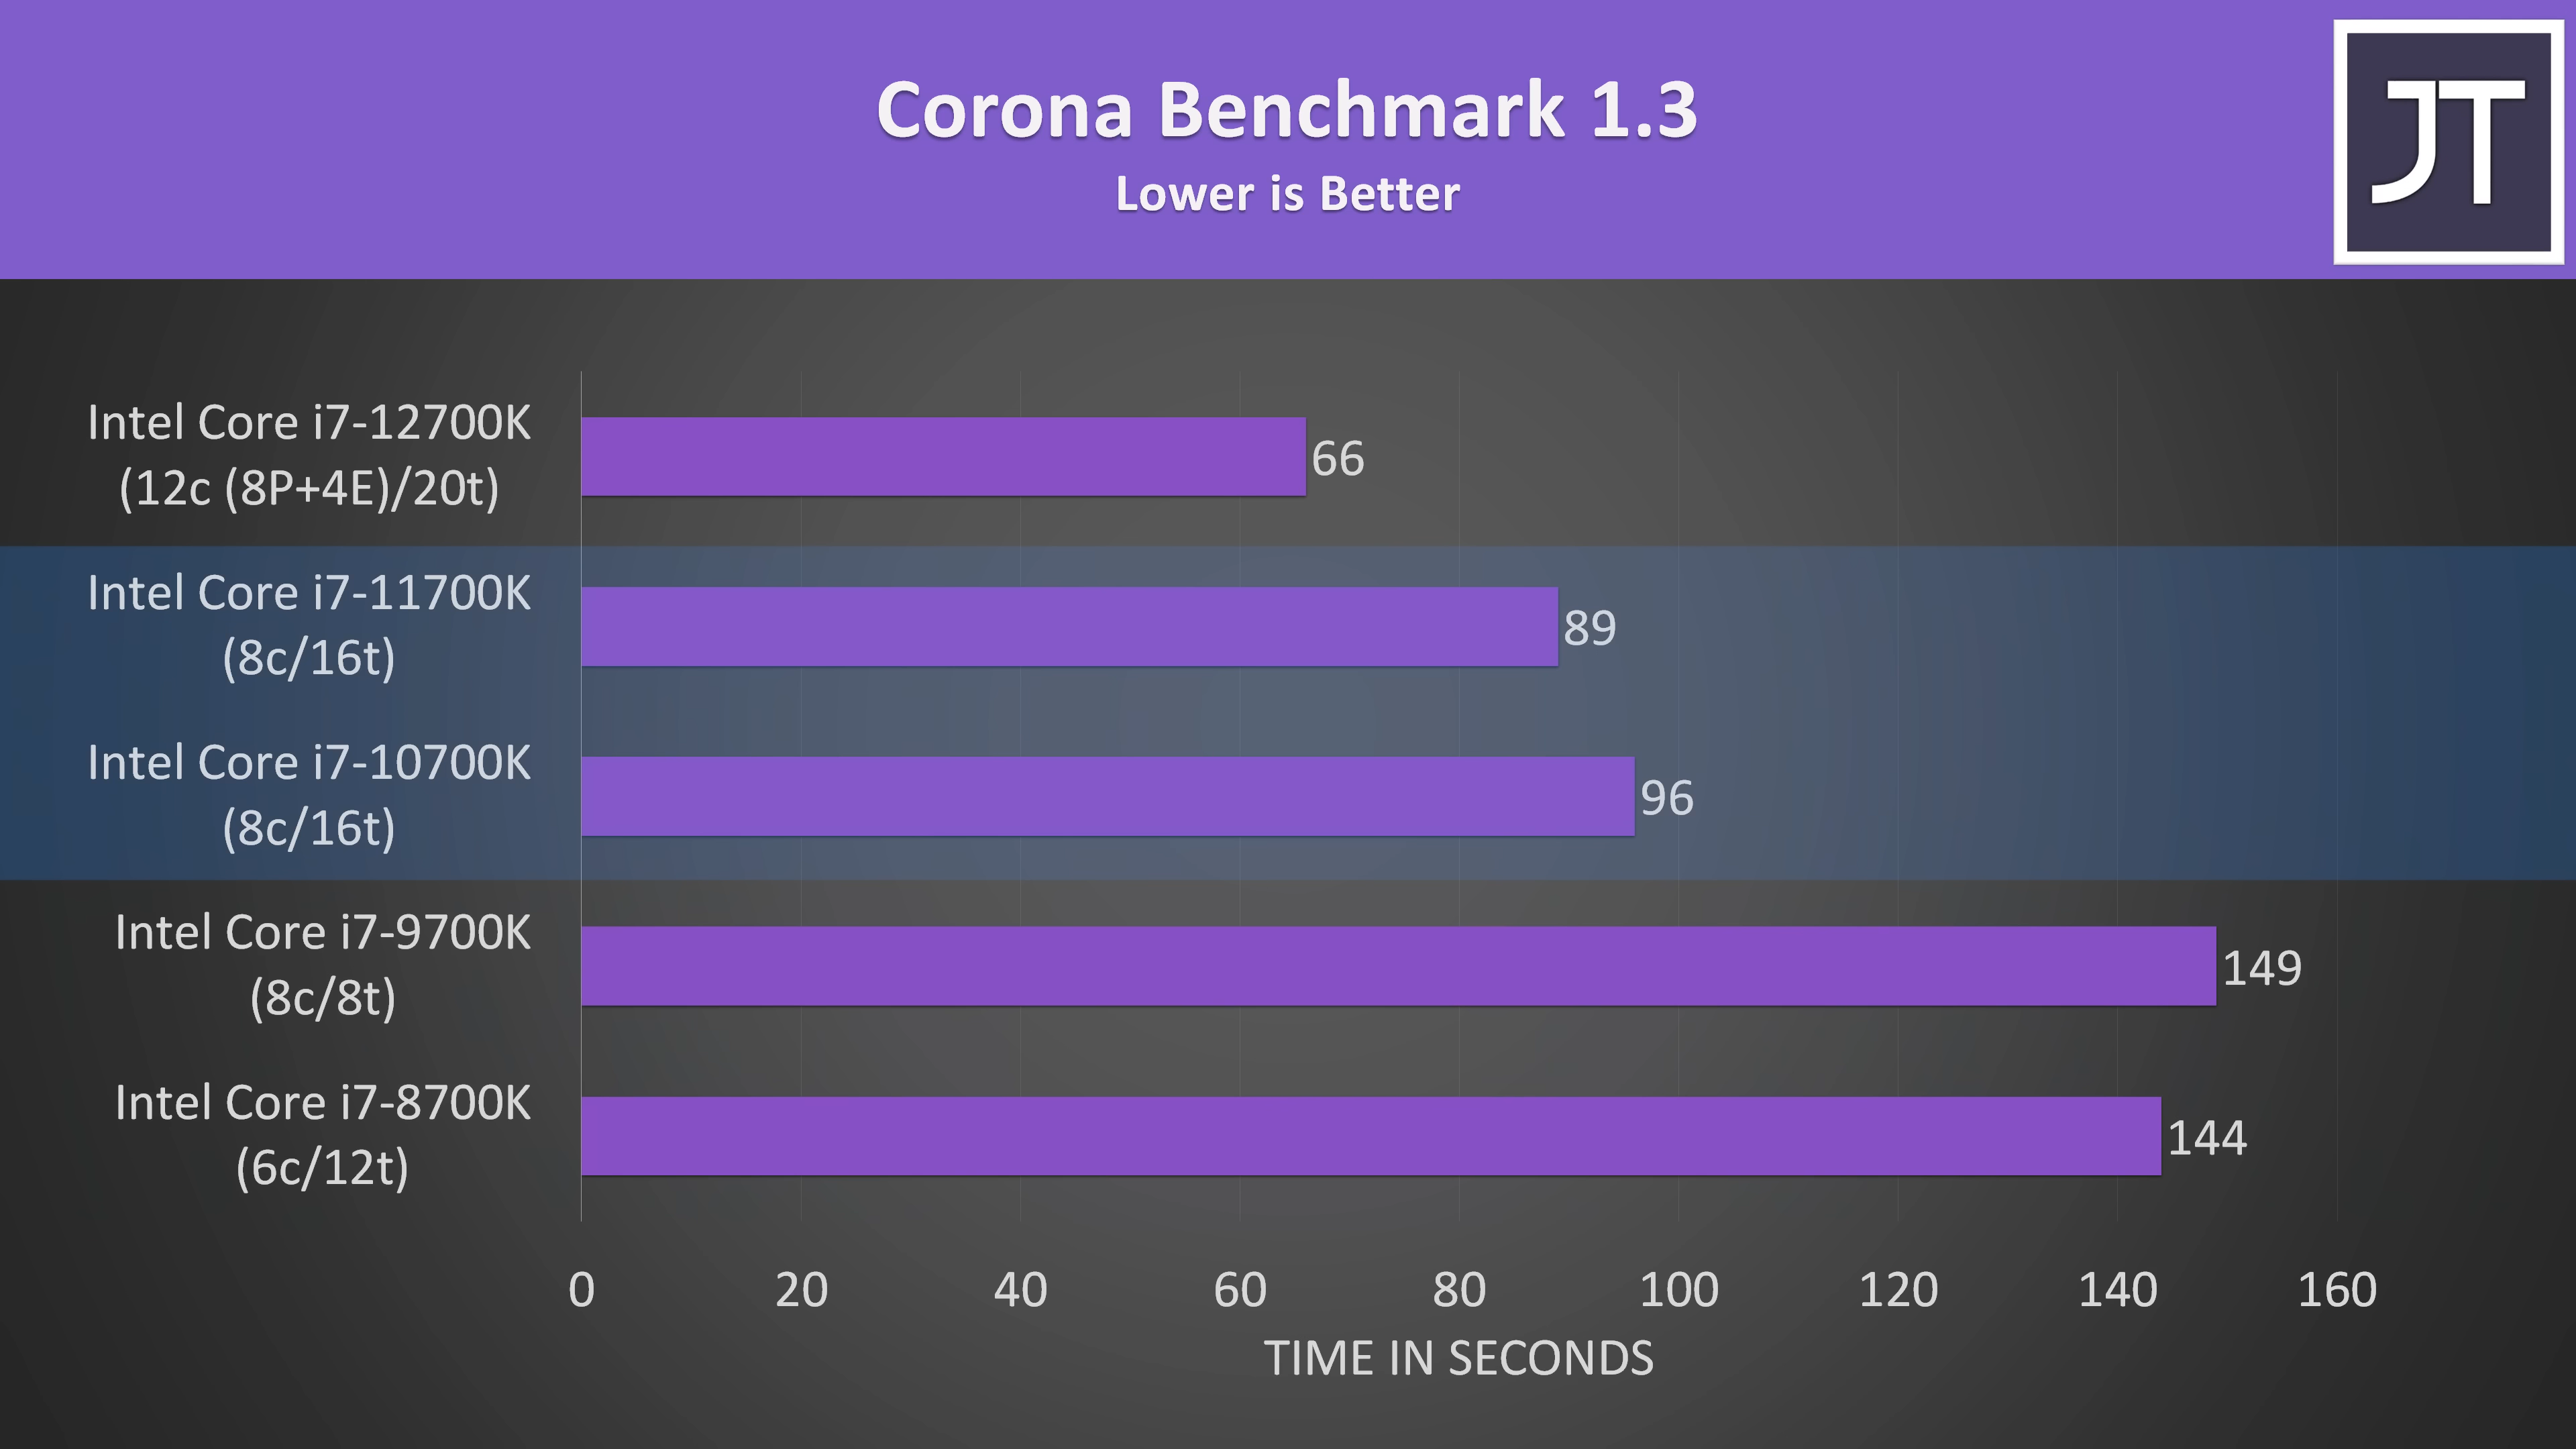 Corona Benchmark 1.3
Lower is Better
JT
Intel Core i7-12700K
(12c (8P+4E)/20t)
66
Intel Core i7-11700K
(8c/16t)
89
Intel Core i7-10700K
(8c/16t)
96
Intel Core i7-9700K
(8c/8t)
149
Intel Core i7-8700K
(6c/12t)
144
0 20 40 60 80 100 120 140 160
TIME IN SECONDS